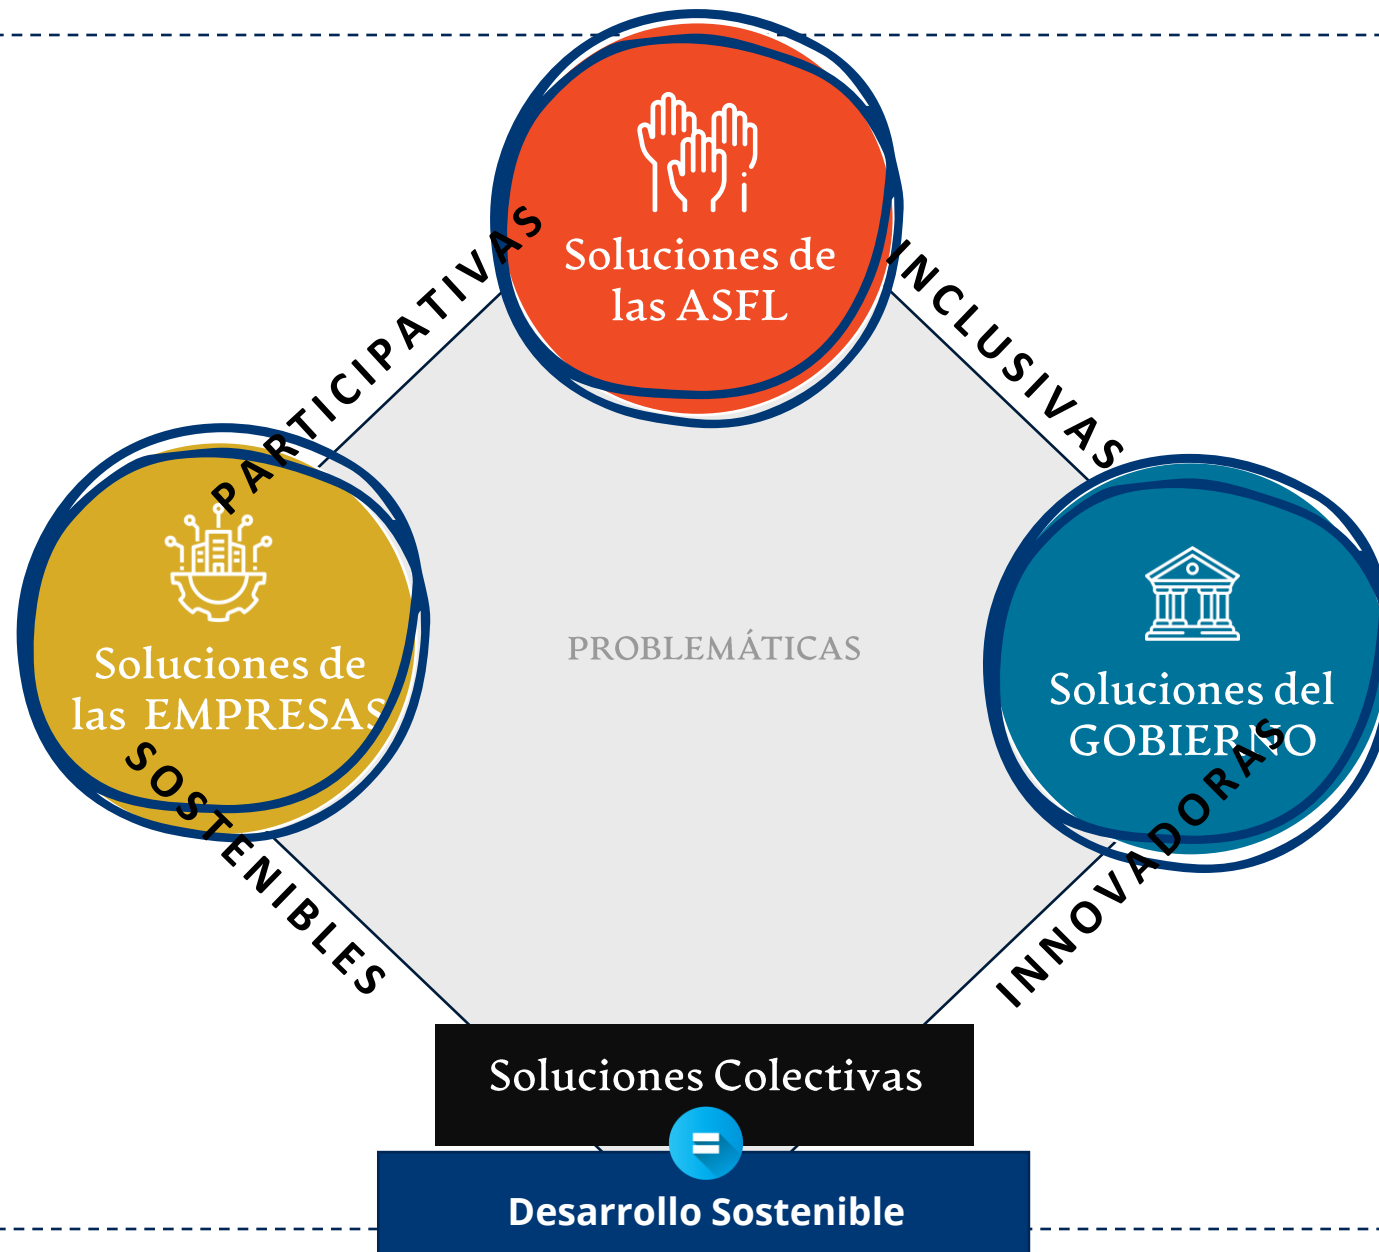 Soluciones de
las ASFL
PARTICIPATIVAS
INCLUSIVAS
Soluciones de
las EMPRESAS
PROBLEMÁTICAS
Soluciones del
GOBIERNO
SOSTENIBLES
INNOVADORAS
Soluciones Colectivas
=
Desarrollo Sostenible